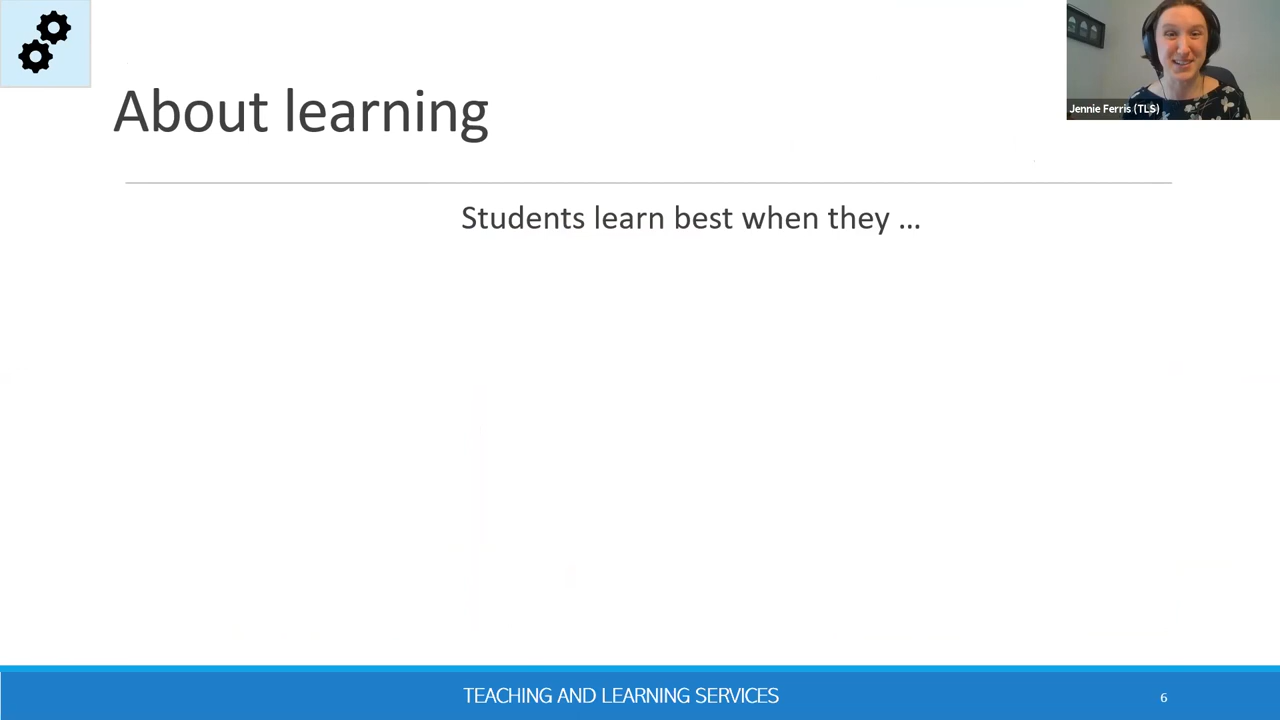 About learning
Jennie Ferris (TLS)
Students learn best when they ...
TEACHING AND LEARNING SERVICES
6